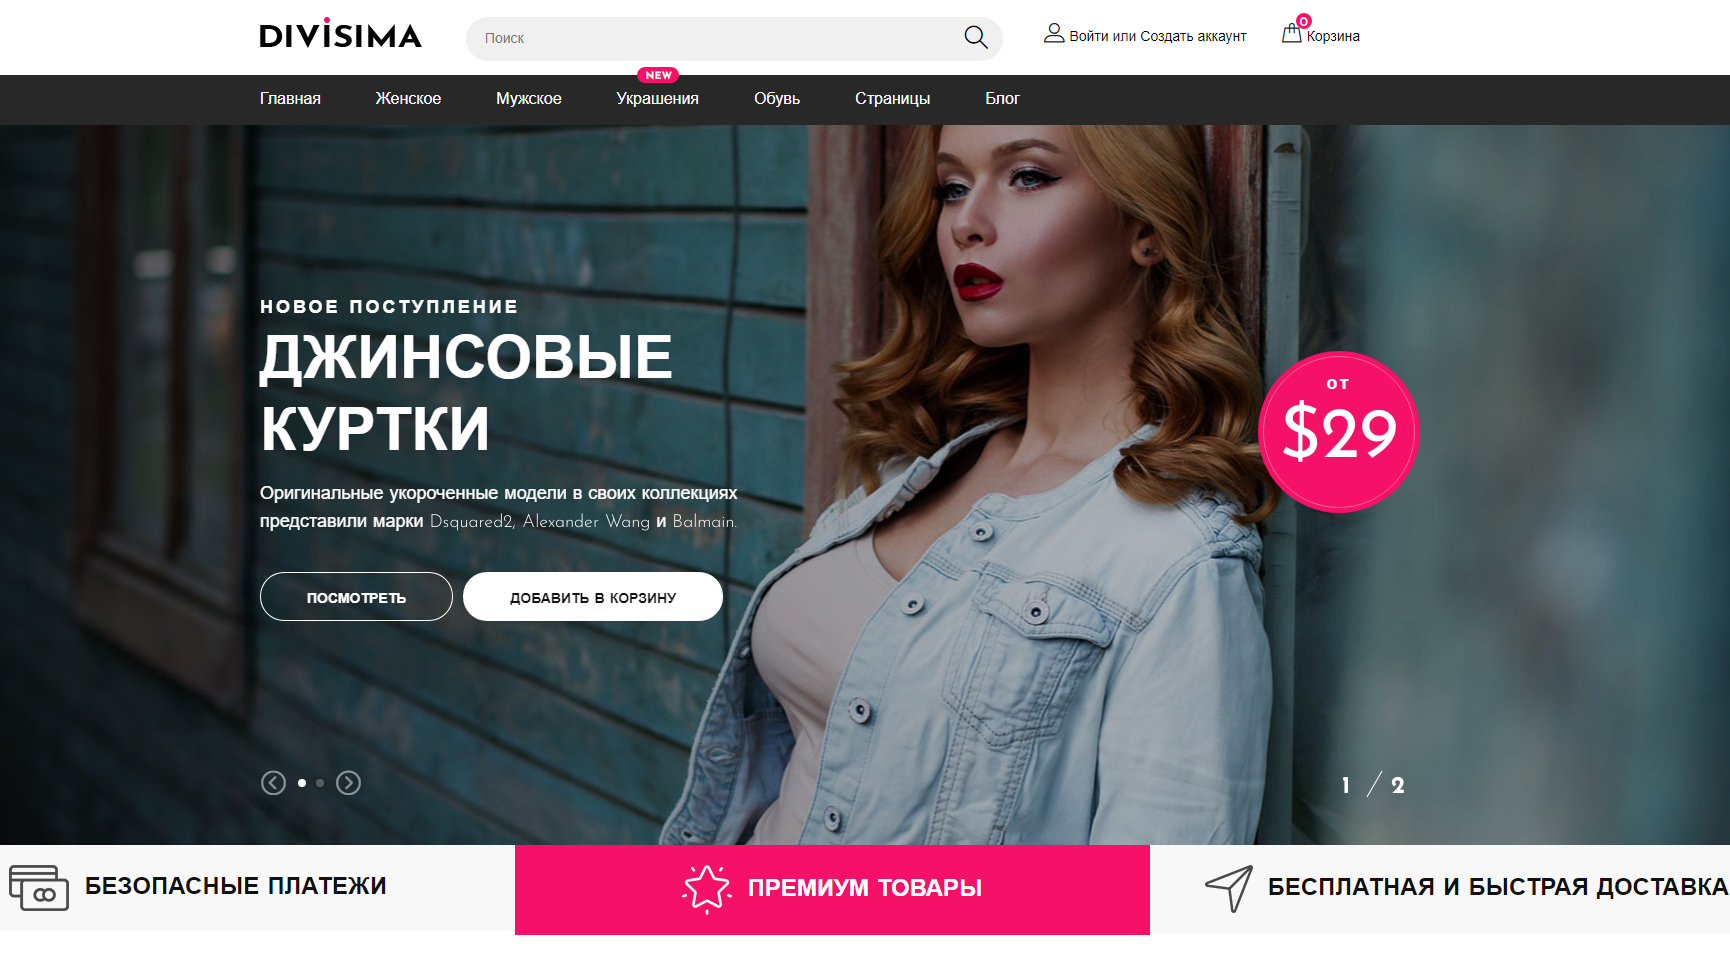 DIVISIMA
Поиск
Войти или Создать аккаунт
0
Корзина
NEW
Главная
Женское
Мужское
Украшения
Обувь
Страницы
Блог
НОВОЕ ПОСТУПЛЕНИЕ
ДЖИНСОВЫЕ
КУРТКИ
Оригинальные укороченные модели в своих коллекциях
представили марки Dsquared2, Alexander Wang и Balmain.
ПОСМОТРЕТЬ
ДОБАВИТЬ В КОРЗИНУ
ОТ
$29
1 / 2
БЕЗОПАСНЫЕ ПЛАТЕЖИ
ПРЕМИУМ ТОВАРЫ
БЕСПЛАТНАЯ И БЫСТРАЯ ДОСТАВКА